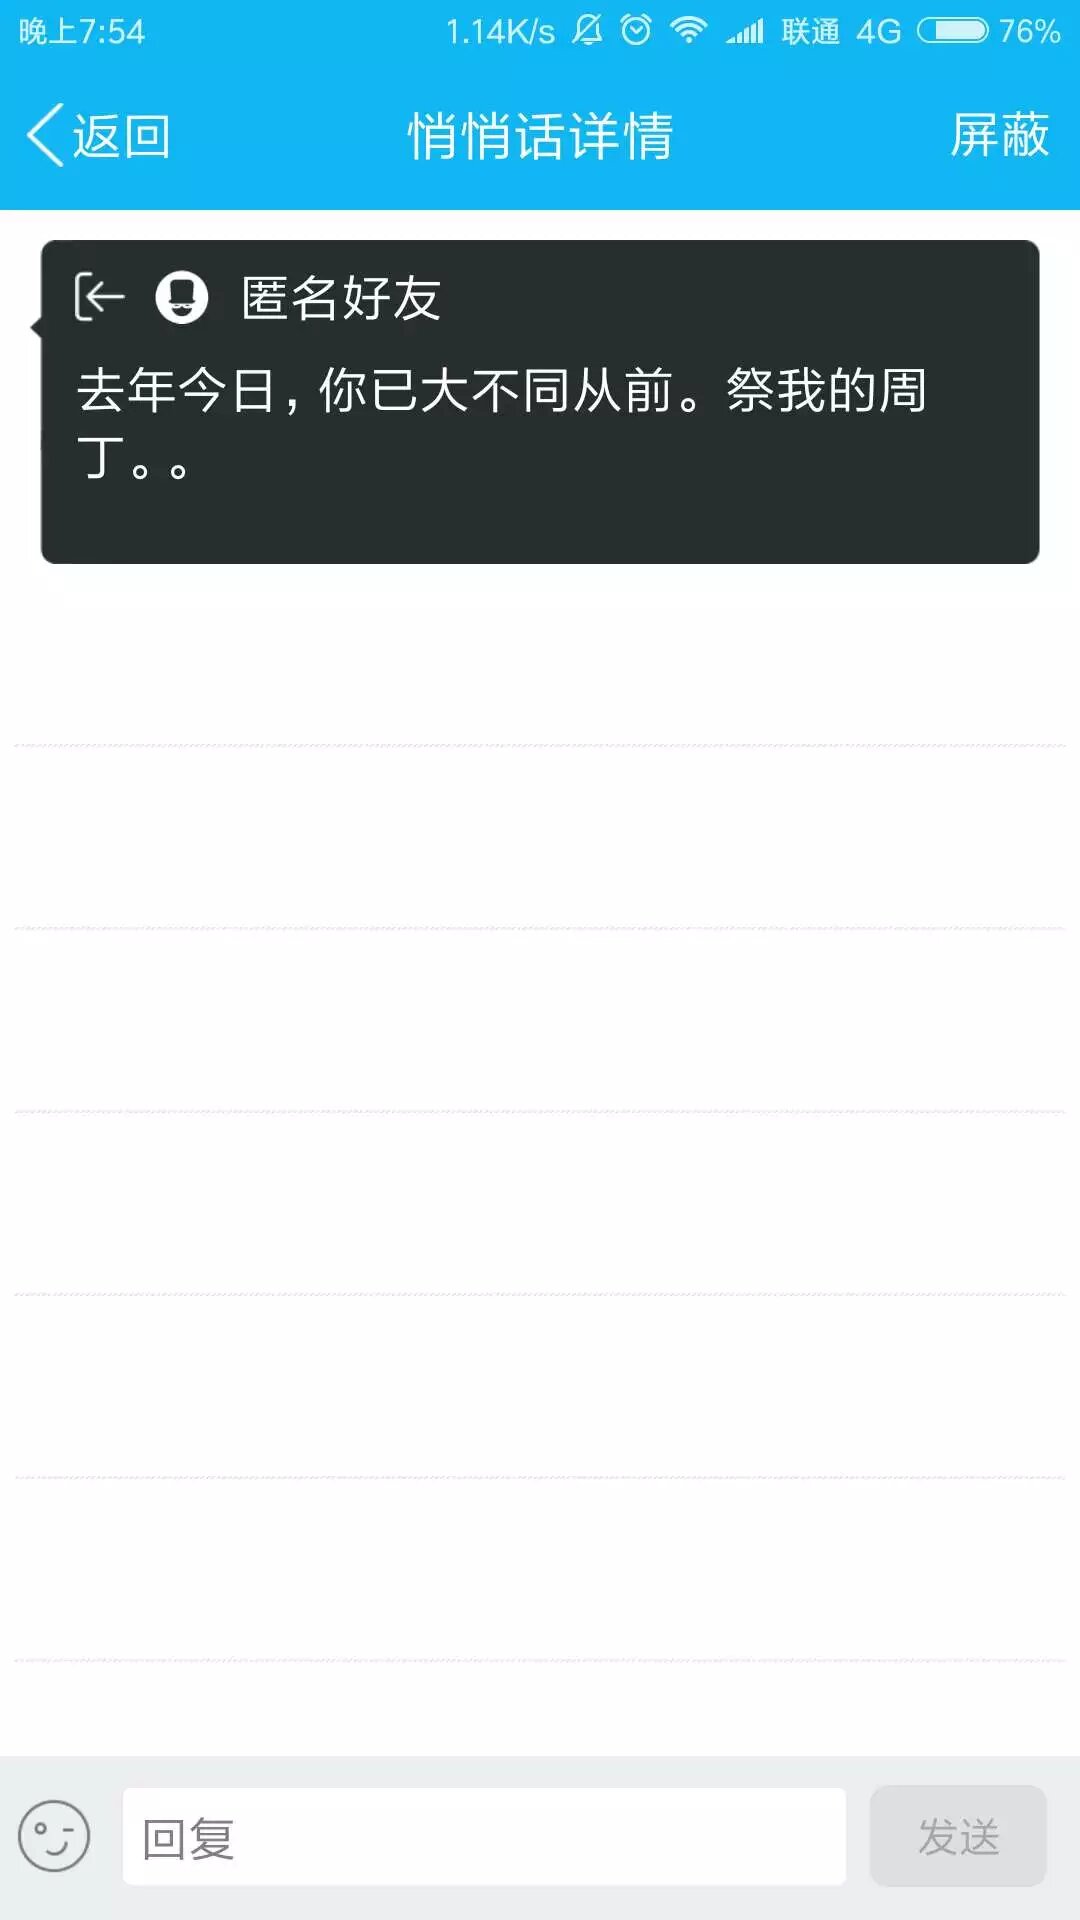 晚上7:54 1.14K/s 联通 4G 76%
返回 悄悄话详情 屏蔽
匿名好友
去年今日，你已大不同从前。祭我的周
丁。。
回复 发送